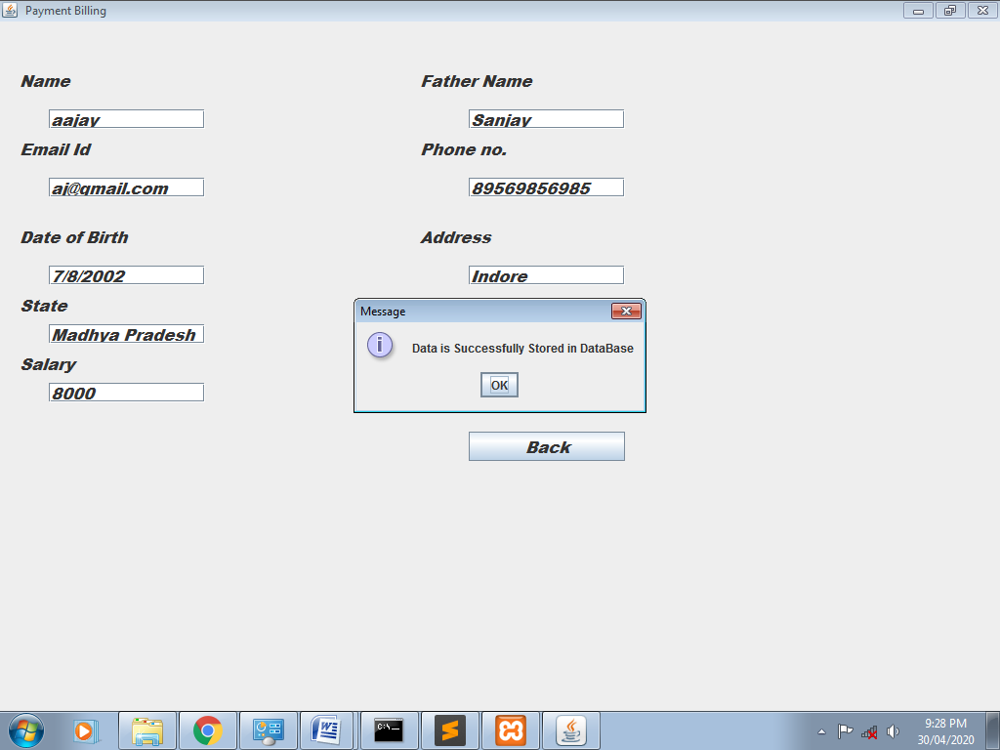 Payment Billing
Name
Father Name
aajay
Sanjay
Email Id
Phone no.
aj@gmail.com
89569856985
Date of Birth
Address
7/8/2002
Indore
State
Message
Madhya Pradesh
Data is Successfully Stored in DataBase
Salary
OK
8000
Back
C:\_
W
9:28 PM
30/04/2020